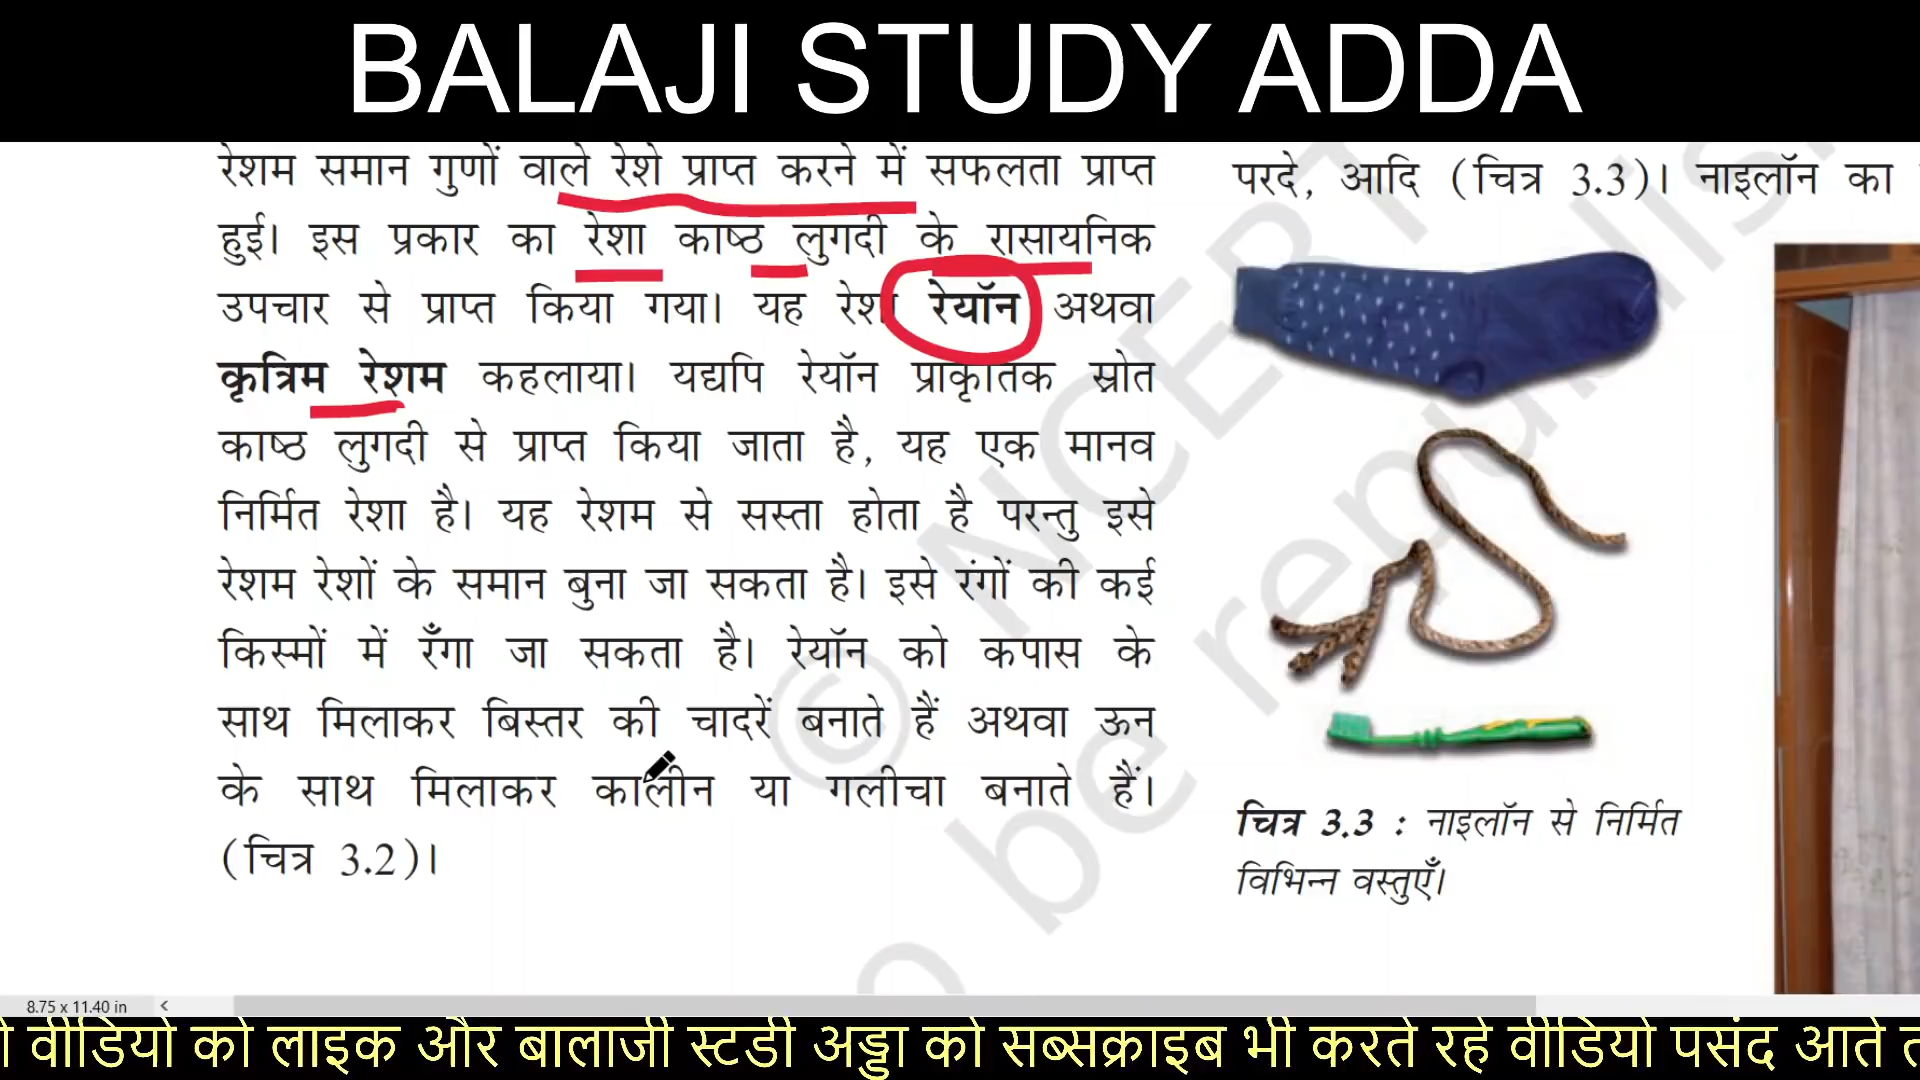 BALAJI STUDY ADDA
रेशम समान गुणों वाले रेशे प्राप्त करने में सफलता प्राप्त
हुई। इस प्रकार का रेशा काष्ठ लुगदी के रासायनिक
उपचार से प्राप्त किया गया। यह रेशा रेयॉन अथवा
कृत्रिम रेशम कहलाया। यद्यपि रेयॉन प्राकृतिक स्रोत
काष्ठ लुगदी से प्राप्त किया जाता है, यह एक मानव
निर्मित रेशा है। यह रेशम से सस्ता होता है परन्तु इसे
रेशम रेशों के समान बुना जा सकता है। इसे रंगों की कई
किस्मों में रँगा जा सकता है। रेयॉन को कपास के
साथ मिलाकर बिस्तर की चादरें बनाते हैं अथवा ऊन
के साथ मिलाकर कालीन या गलीचा बनाते हैं।
(चित्र 3.2)।
परदे, आदि (चित्र 3.3)। नाइलॉन का
चित्र 3.3 : नाइलॉन से निर्मित
विभिन्न वस्तुएँ।
© NCERT
be republish
8.75 x 11.40 in
वीडियो को लाइक और बालाजी स्टडी अड्डा को सब्सक्राइब भी करते रहे वीडियो पसंद आते